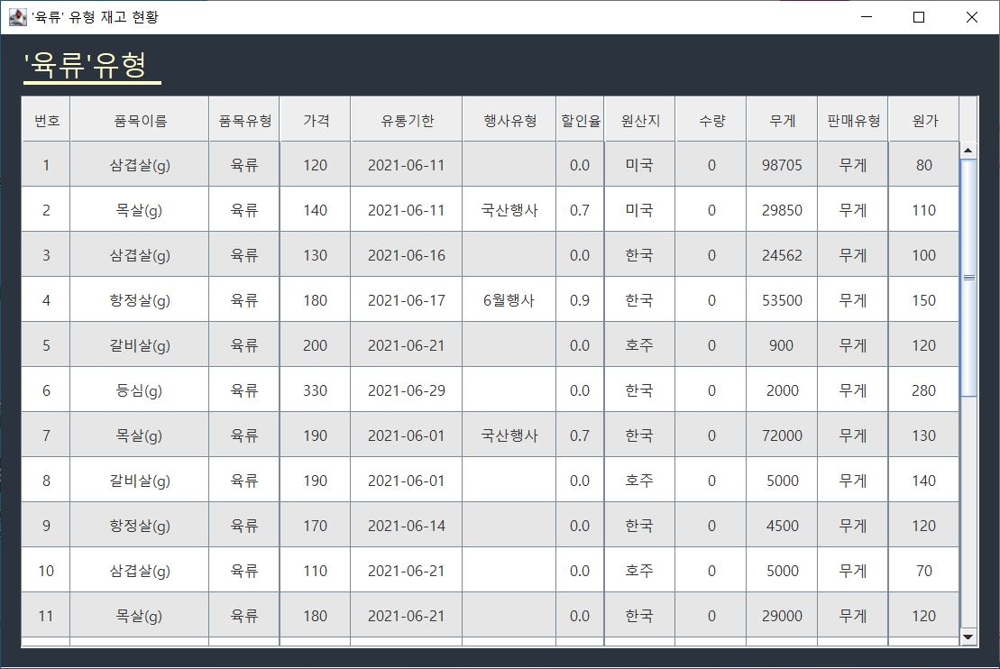 '육류' 유형 재고 현황
'육류'유형
번호 품목이름 품목유형 가격 유통기한 행사유형 할인율 원산지 수량 무게 판매유형 원가
1 삼겹살(g) 육류 120 2021-06-11 0.0 미국 0 98705 무게 80
2 목살(g) 육류 140 2021-06-11 국산행사 0.7 미국 0 29850 무게 110
3 삼겹살(g) 육류 130 2021-06-16 0.0 한국 0 24562 무게 100
4 항정살(g) 육류 180 2021-06-17 6월행사 0.9 한국 0 53500 무게 150
5 갈비살(g) 육류 200 2021-06-21 0.0 호주 0 900 무게 120
6 등심(g) 육류 330 2021-06-29 0.0 한국 0 2000 무게 280
7 목살(g) 육류 190 2021-06-01 국산행사 0.7 한국 0 72000 무게 130
8 갈비살(g) 육류 190 2021-06-01 0.0 호주 0 5000 무게 140
9 항정살(g) 육류 170 2021-06-14 0.0 한국 0 4500 무게 120
10 삼겹살(g) 육류 110 2021-06-21 0.0 호주 0 5000 무게 70
11 목살(g) 육류 180 2021-06-21 0.0 한국 0 29000 무게 120